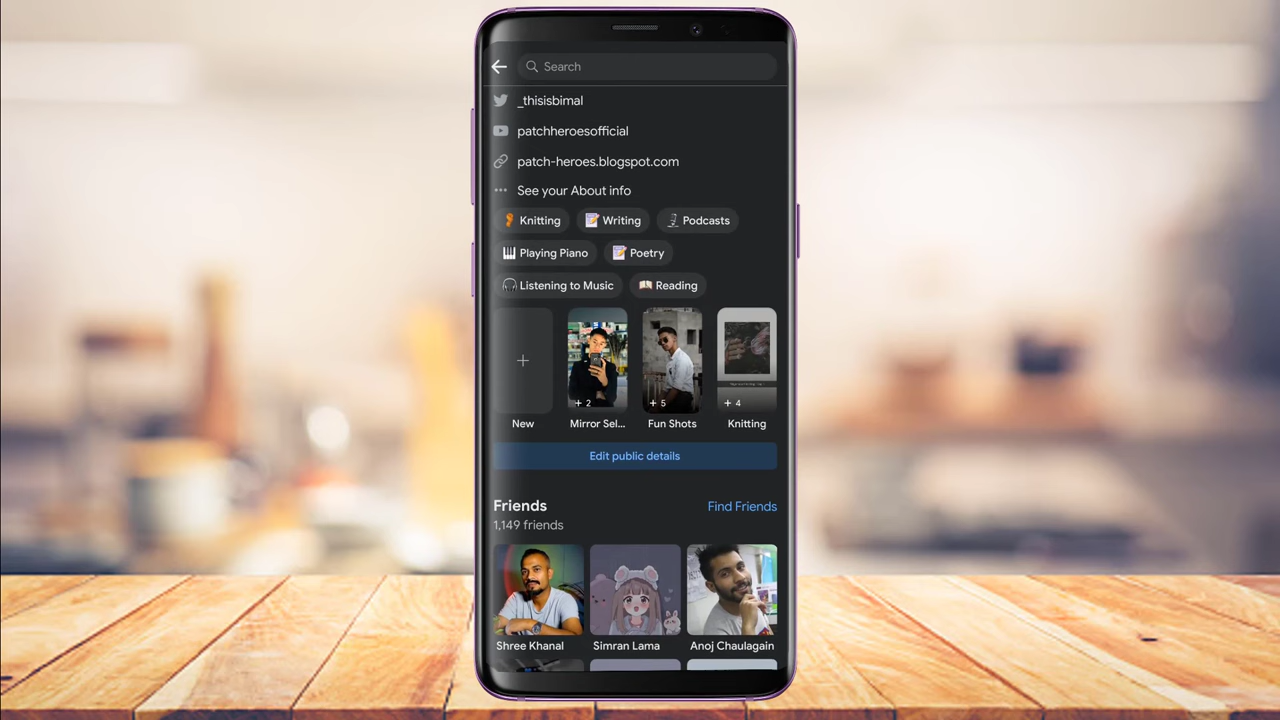 Search
_thisisbimal
patchheroesofficial
patch-heroes.blogspot.com
See your About info
Knitting Writing Podcasts
Playing Piano Poetry
Listening to Music Reading
+ 2 + 5 + 4
New Mirror Sel... Fun Shots Knitting
Edit public details
Friends Find Friends
1,149 friends
Shree Khanal Simran Lama Anoj Chaulagain